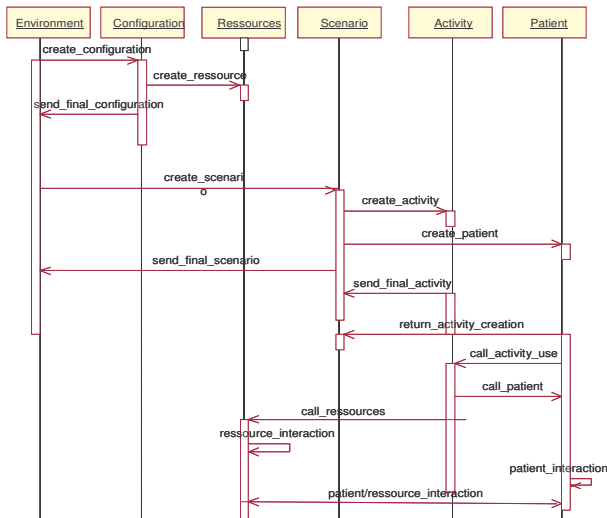 Environment
Configuration
Ressources
Scenario
Activity
Patient
create_configuration
create_ressource
send_final_configuration
create_scenari
o
create_activity
create_patient
send_final_scenario
send_final_activity
return_activity_creation
call_activity_use
call_patient
call_ressources
ressource_interaction
patient_interaction
patient/ressource_interaction